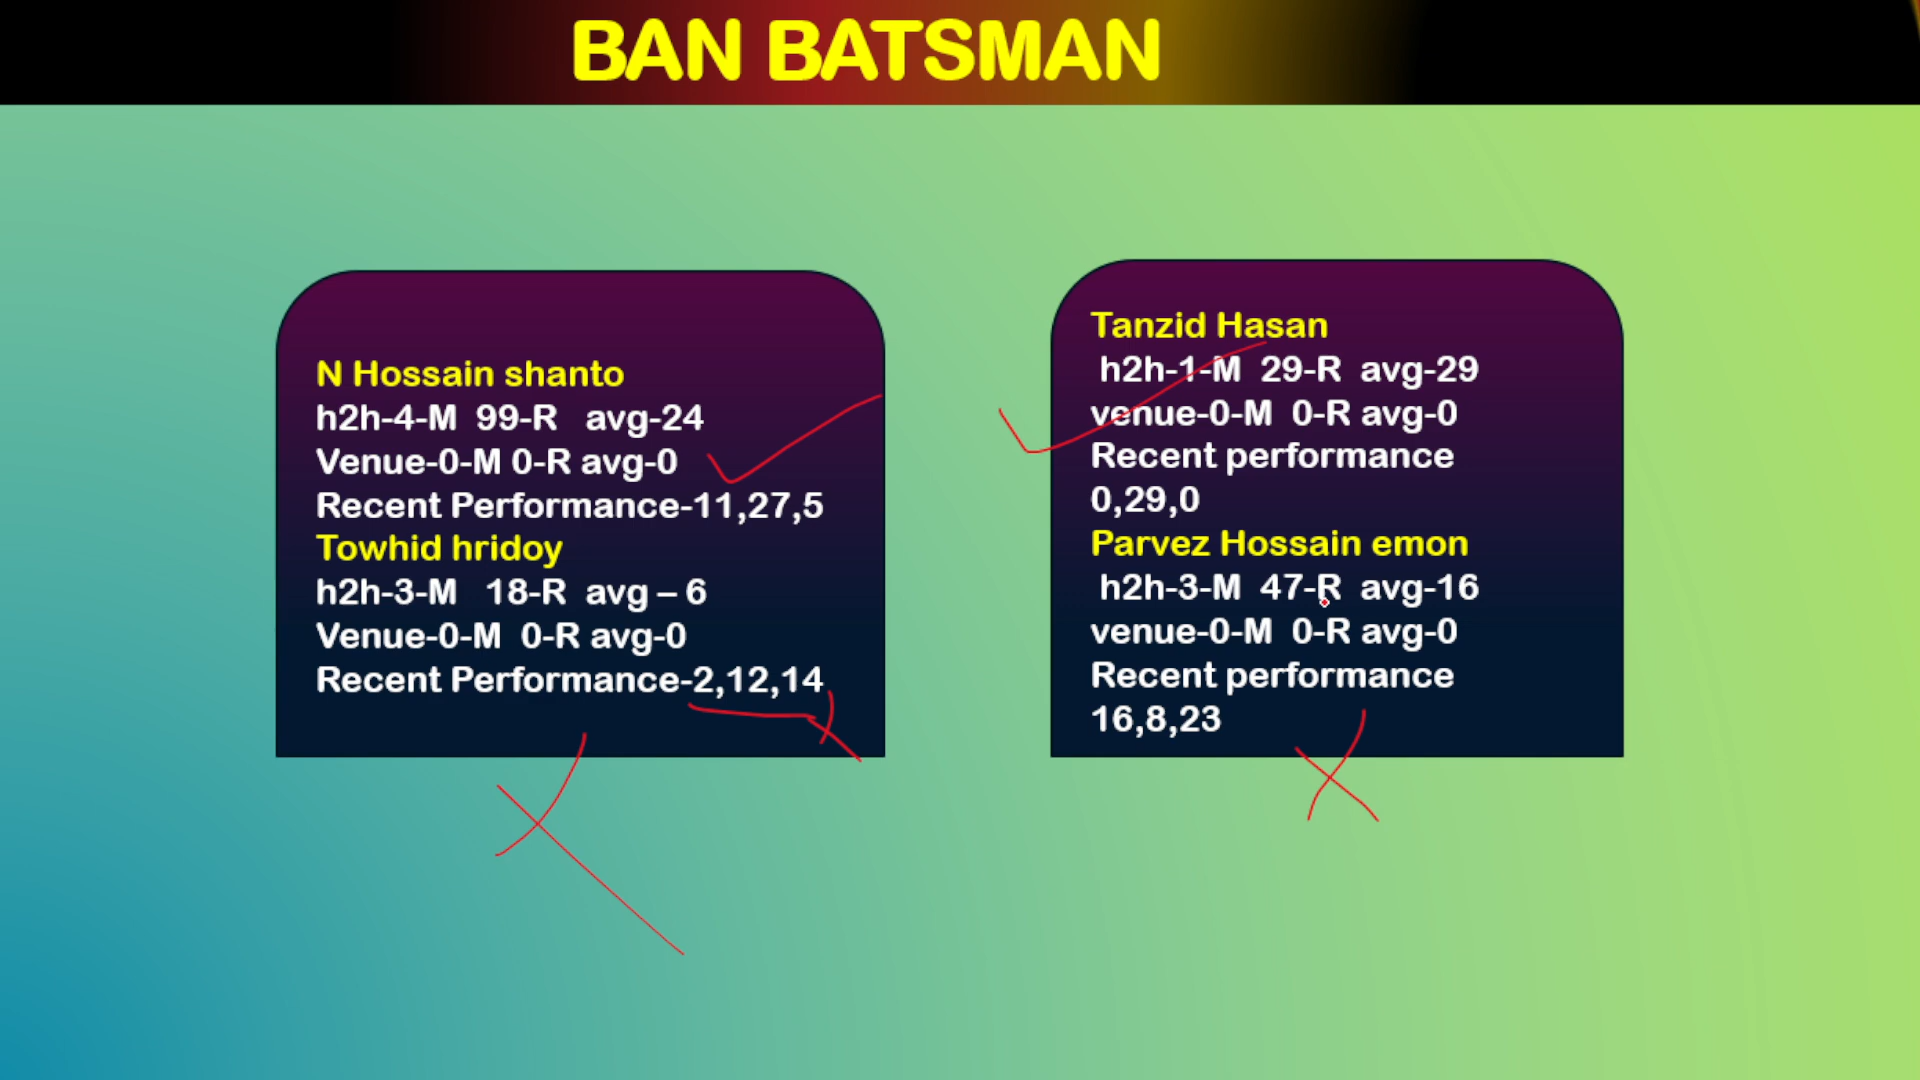 BAN BATSMAN
N Hossain shanto
h2h-4-M 99-R avg-24
Venue-0-M 0-R avg-0
Recent Performance-11,27,5
Towhid hridoy
h2h-3-M 18-R avg – 6
Venue-0-M 0-R avg-0
Recent Performance-2,12,14
Tanzid Hasan
h2h-1-M 29-R avg-29
venue-0-M 0-R avg-0
Recent performance
0,29,0
Parvez Hossain emon
h2h-3-M 47-R avg-16
venue-0-M 0-R avg-0
Recent performance
16,8,23